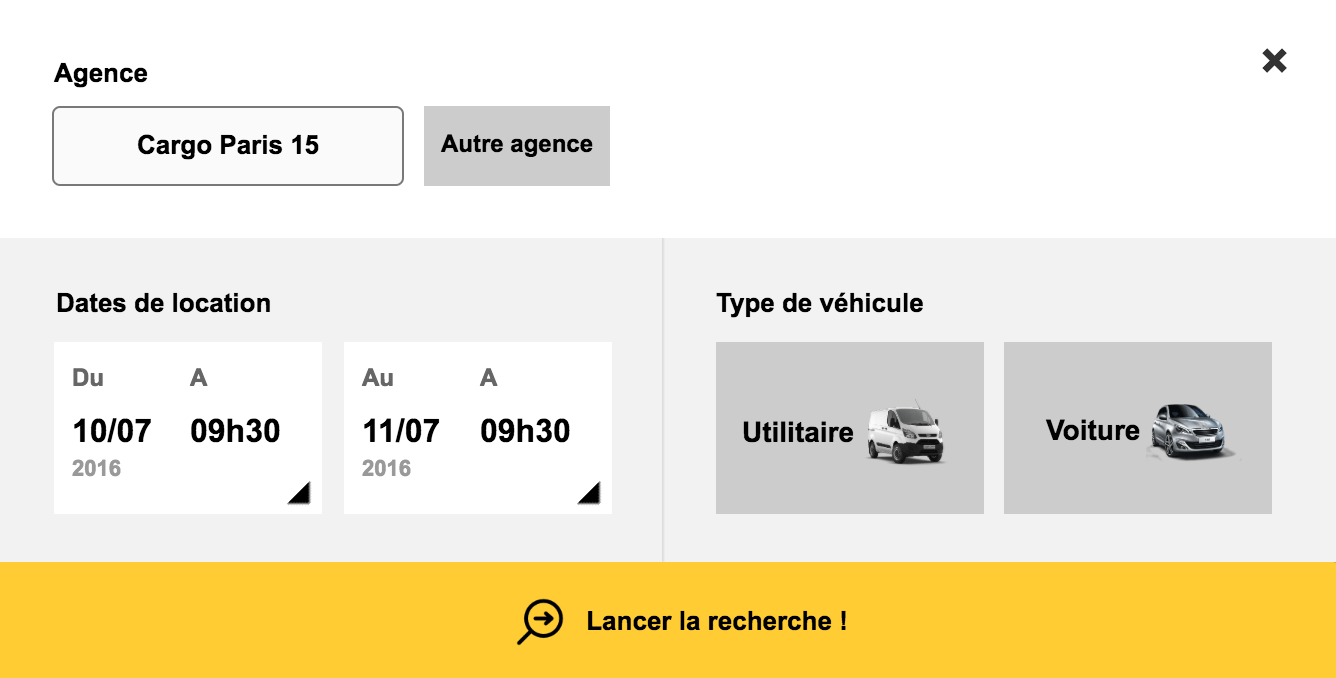 Agence
Cargo Paris 15
Autre agence
Dates de location
Du A
10/07 09h30
2016
Au A
11/07 09h30
2016
Type de véhicule
Utilitaire
Voiture
Lancer la recherche !